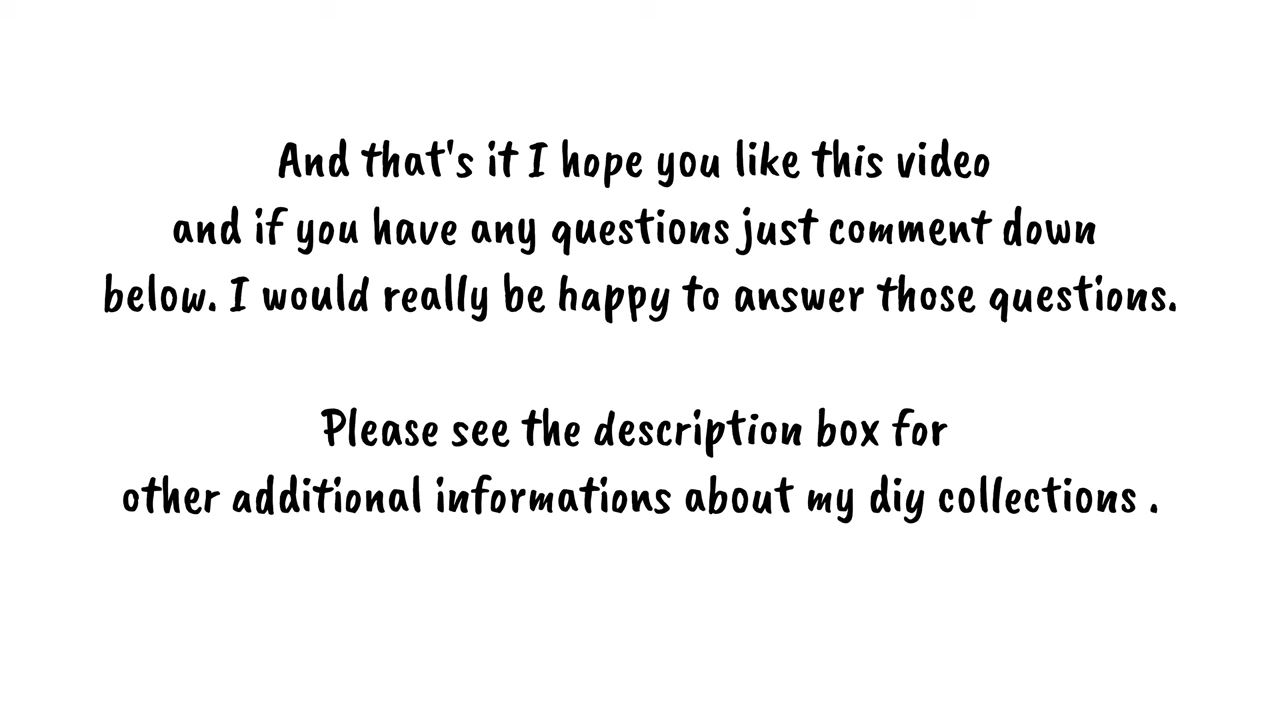 And that's it I hope you like this video
and if you have any questions just comment down
below. I would really be happy to answer those questions.
Please see the description box for
other additional informations about my diy collections .